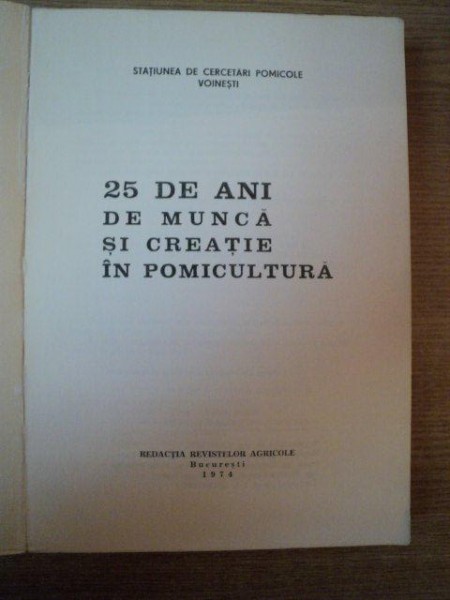 STAȚIUNEA DE CERCETĂRI POMICOLE
VOINEȘTI
25 DE ANI
DE MUNCĂ
ȘI CREAȚIE
ÎN POMICULTURĂ
REDACȚIA REVISTELOR AGRICOLE
București
1974